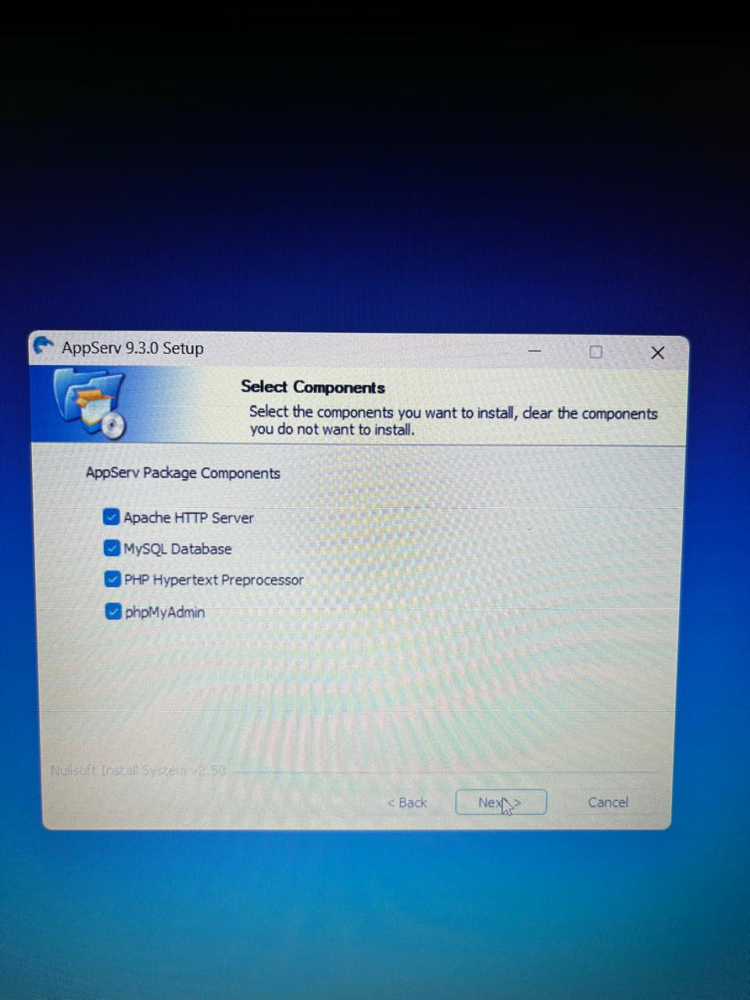 AppServ 9.3.0 Setup
Select Components
Select the components you want to install, clear the components
you do not want to install.
AppServ Package Components
Apache HTTP Server
MySQL Database
PHP Hypertext Preprocessor
phpMyAdmin
Nullsoft Install System v2.50
< Back
Next >
Cancel